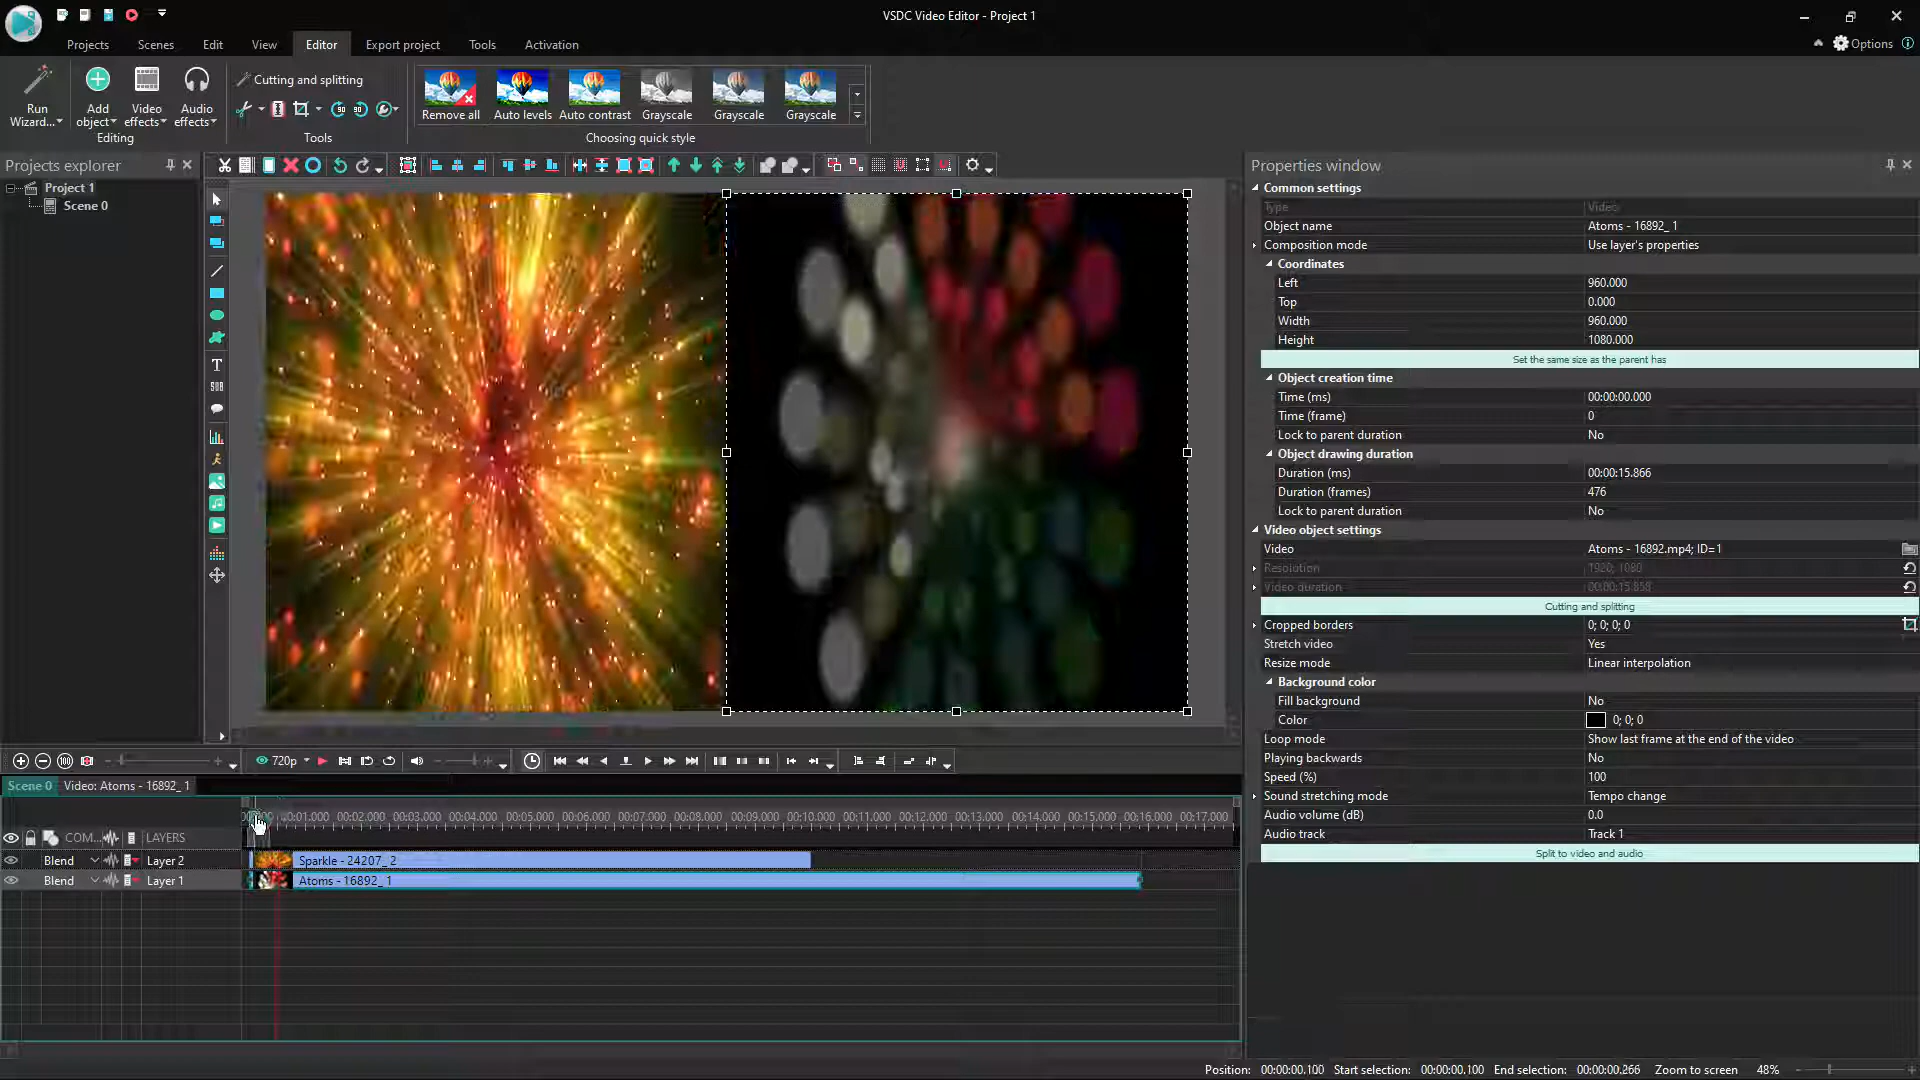 VSDC Video Editor - Project 1
Projects
Scenes
Edit
View
Editor
Export project
Tools
Activation
Options
Run
Wizard...
Add
object
Video
effects
Audio
effects
Editing
Cutting and splitting
Tools
Remove all
Auto levels
Auto contrast
Grayscale
Grayscale
Grayscale
Choosing quick style
Projects explorer
Project 1
Scene 0
Properties window
Common settings
Type Video
Object name Atoms - 16892_ 1
Composition mode Use layer's properties
Coordinates
Left 960.000
Top 0.000
Width 960.000
Height 1080.000
Set the same size as the parent has
Object creation time
Time (ms) 00:00:00.000
Time (frame) 0
Lock to parent duration No
Object drawing duration
Duration (ms) 00:00:15.866
Duration (frames) 476
Lock to parent duration No
Video object settings
Video Atoms - 16892.mp4; ID=1
Resolution 1920; 1080
Video duration 00:00:15.858
Cutting and splitting
Cropped borders 0; 0; 0; 0
Stretch video Yes
Resize mode Linear interpolation
Background color
Fill background No
Color 0; 0; 0
Loop mode Show last frame at the end of the video
Playing backwards No
Speed (%) 100
Sound stretching mode Tempo change
Audio volume (dB) 0.0
Audio track Track 1
Split to video and audio
720p
Scene 0
Video: Atoms - 16892_ 1
00:01.000 00:02.000 00:03.000 00:04.000 00:05.000 00:06.000 00:07.000 00:08.000 00:09.000 00:10.000 00:11.000 00:12.000 00:13.000 00:14.000 00:15.000 00:16.000 00:17.000
COM... LAYERS
Blend Layer 2 Sparkle - 24207_ 2
Blend Layer 1 Atoms - 16892_ 1
Position: 00:00:00.100 Start selection: 00:00:00.100 End selection: 00:00:00.266 Zoom to screen 48%